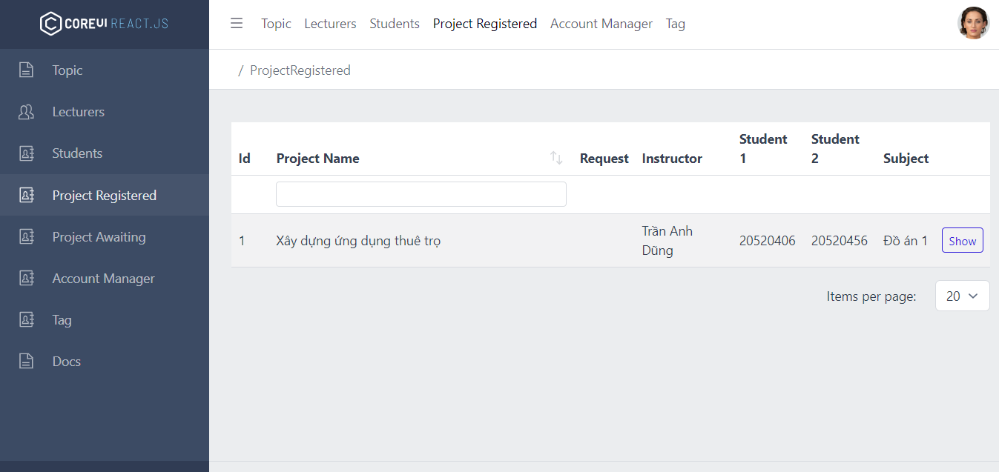 COREUI REACT.JS
Topic Lecturers Students Project Registered Account Manager Tag
/ ProjectRegistered
Topic
Lecturers
Students
Project Registered
Project Awaiting
Account Manager
Tag
Docs
Id Project Name Request Instructor Student 1 Student 2 Subject
1 Xây dựng ứng dụng thuê trọ Trần Anh Dũng 20520406 20520456 Đồ án 1 Show
Items per page: 20